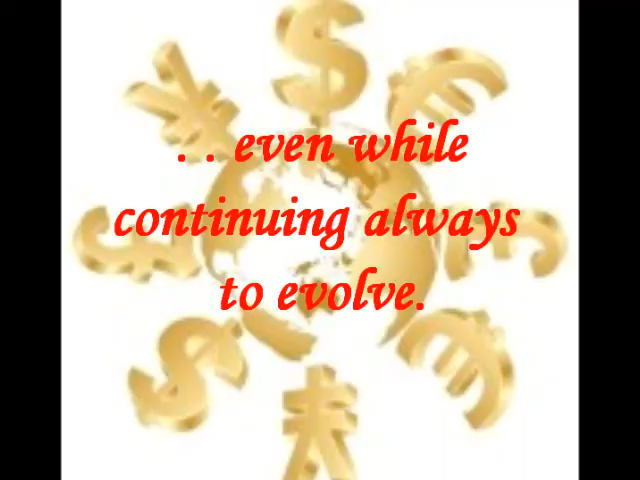 . . even while
continuing always
to evolve.